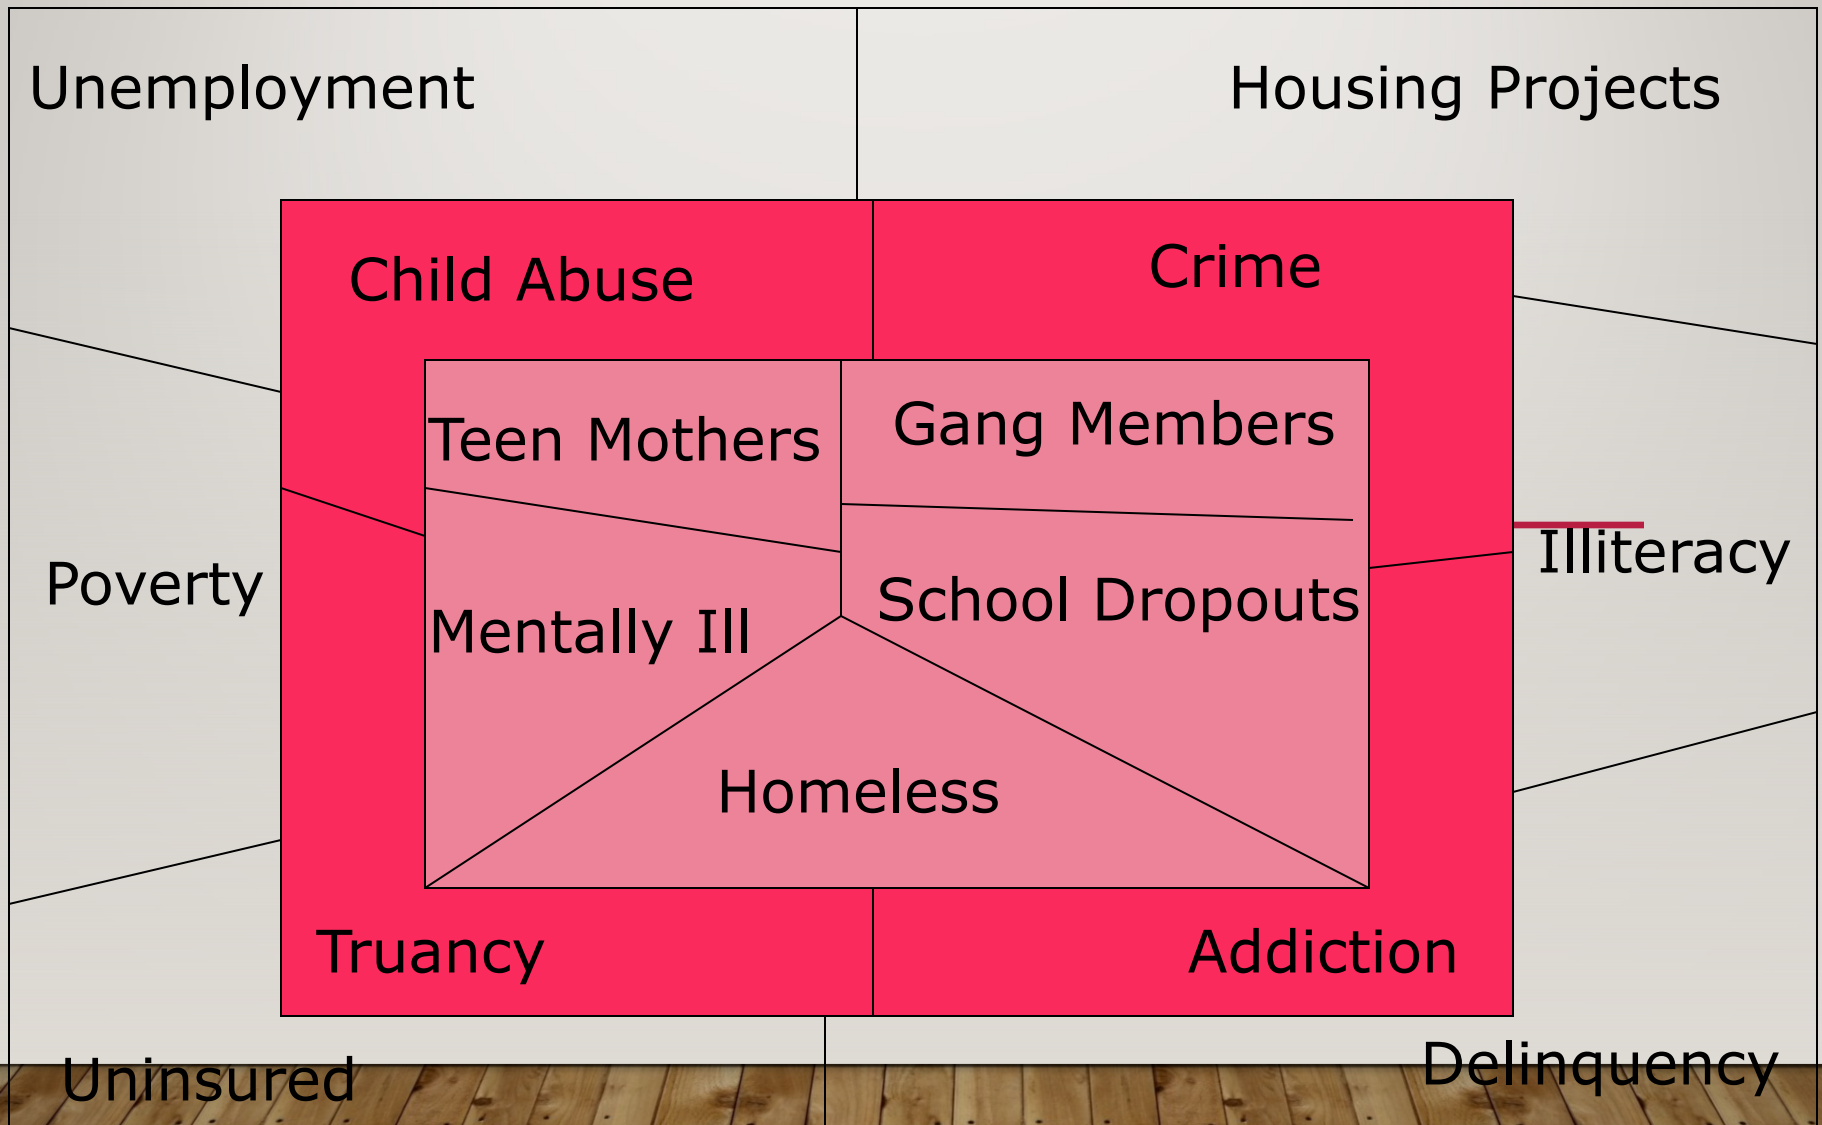 Unemployment
Housing Projects
Child Abuse
Crime
Teen Mothers
Gang Members
Poverty
Mentally Ill
School Dropouts
Illiteracy
Homeless
Truancy
Addiction
Uninsured
Delinquency